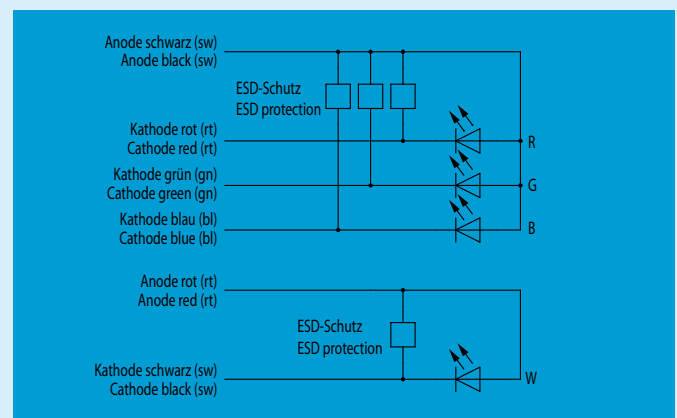 Anode schwarz (sw)
Anode black (sw)
ESD-Schutz
ESD protection
Kathode rot (rt)
Cathode red (rt)
R
Kathode grün (gn)
Cathode green (gn)
G
Kathode blau (bl)
Cathode blue (bl)
B
Anode rot (rt)
Anode red (rt)
ESD-Schutz
ESD protection
Kathode schwarz (sw)
Cathode black (sw)
W